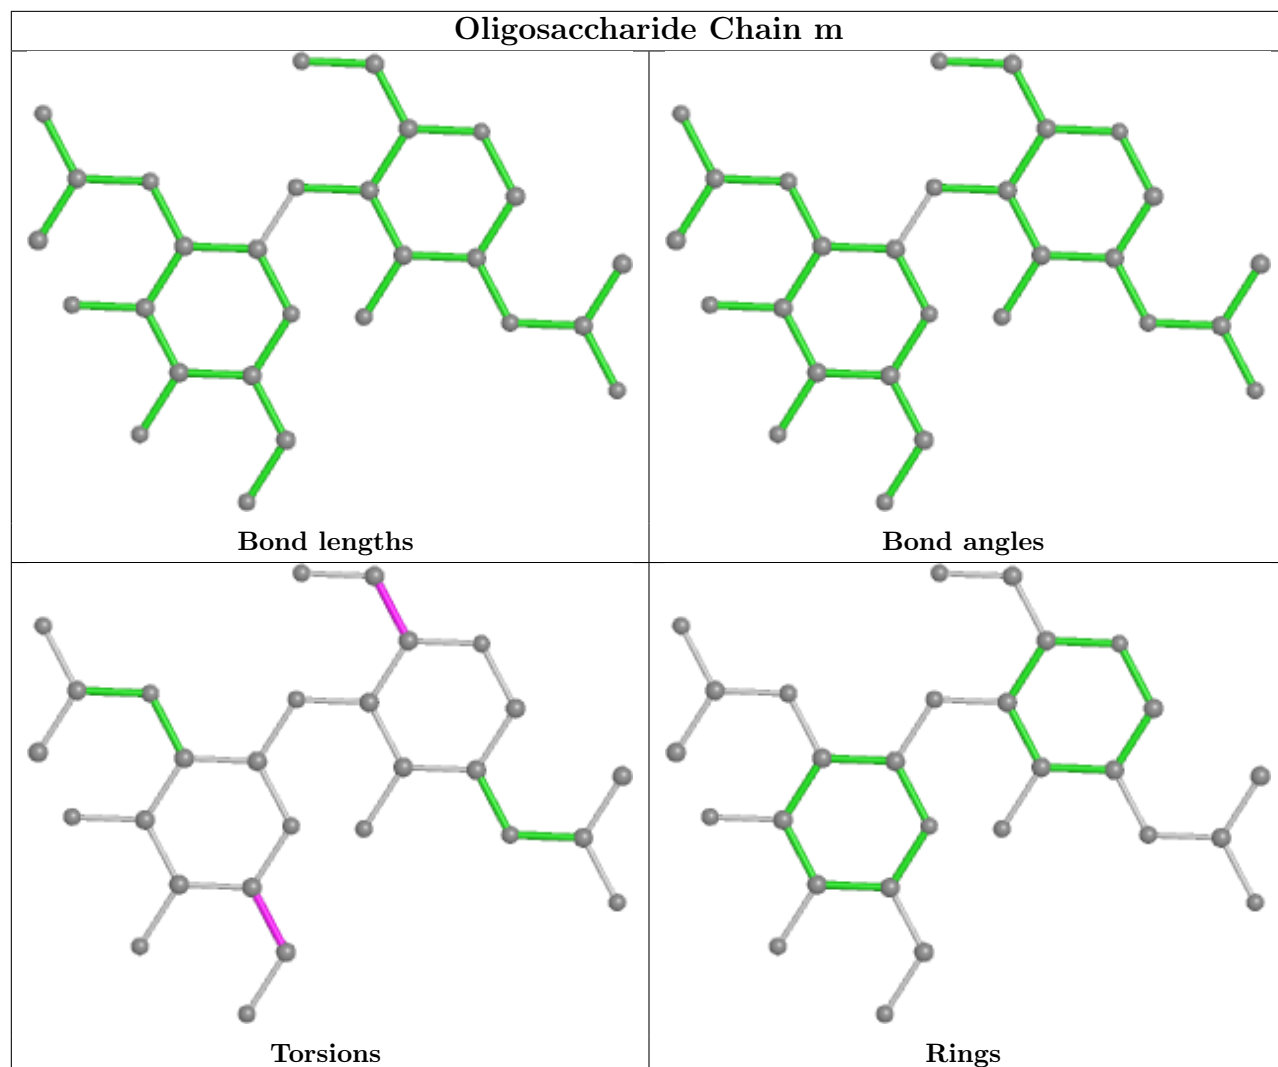 Oligosaccharide Chain m
Bond lengths
Bond angles
Torsions
Rings